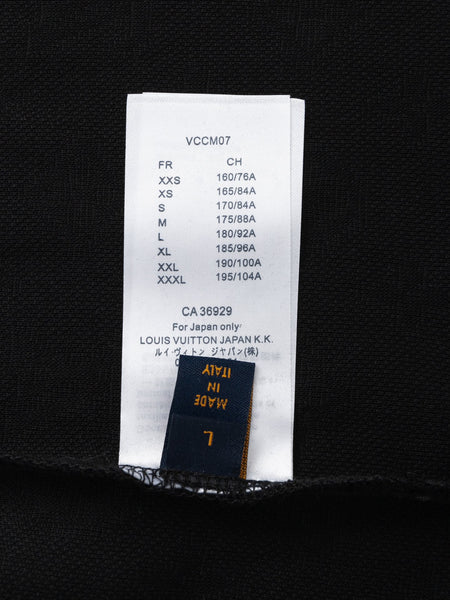 VCCM07
FR CH
XXS 160/76A
XS 165/84A
S 170/84A
M 175/88A
L 180/92A
XL 185/96A
XXL 190/100A
XXXL 195/104A
CA 36929
For Japan only
LOUIS VUITTON JAPAN K.K.
ルイ・ヴィトン ジャパン(株)
MADE
IN
ITALY
L